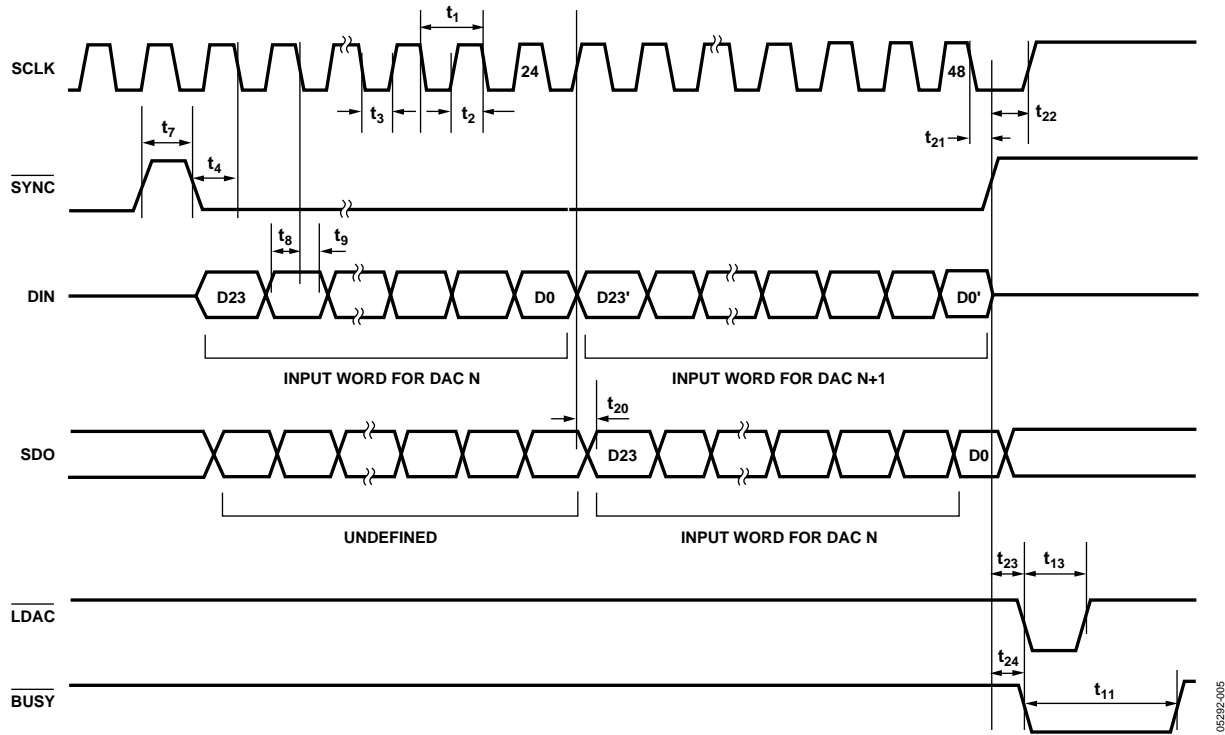 t1
SCLK
24
48
t3
t2
t22
t7
t21
t4
SYNC
t8
t9
DIN
D23
D0
D23'
D0'
INPUT WORD FOR DAC N
INPUT WORD FOR DAC N+1
t20
SDO
D23
D0
UNDEFINED
INPUT WORD FOR DAC N
t23
t13
LDAC
t24
BUSY
t11
05292-005